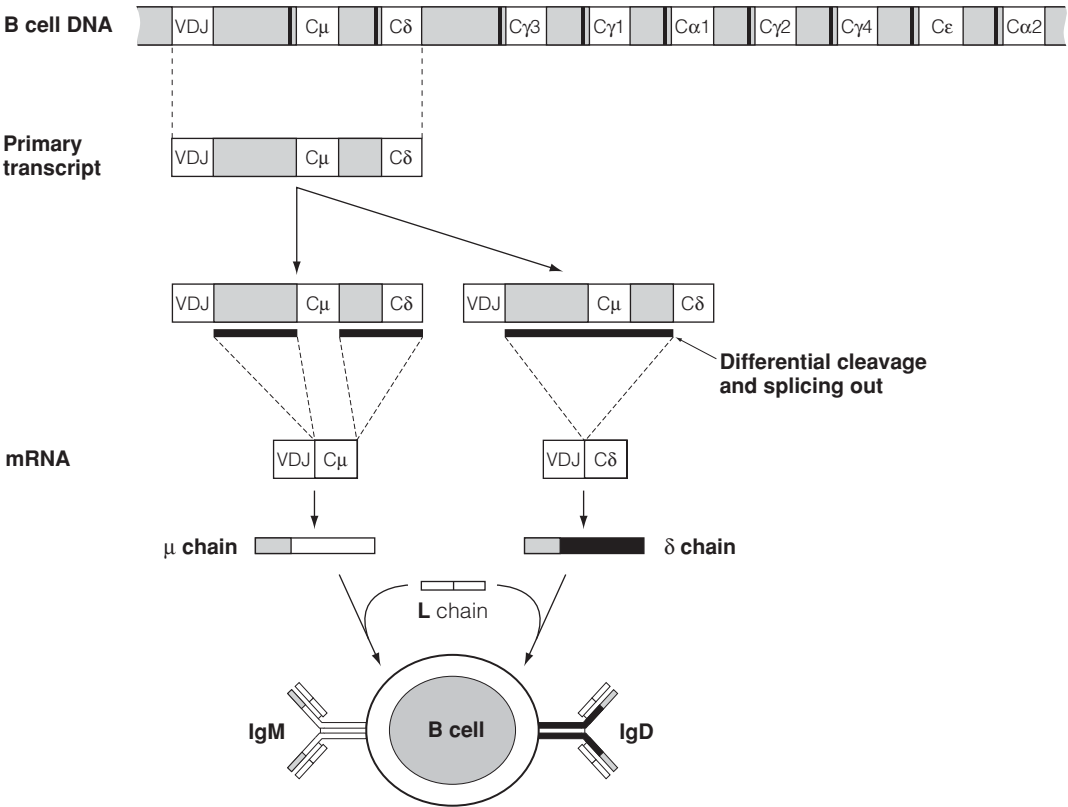 B cell DNA
VDJ Cμ Cδ Cγ3 Cγ1 Cα1 Cγ2 Cγ4 Cε Cα2
Primary
transcript
VDJ Cμ Cδ
VDJ Cμ Cδ
VDJ Cμ Cδ
Differential cleavage
and splicing out
mRNA
VDJ Cμ
VDJ Cδ
μ chain
δ chain
L chain
IgM
B cell
IgD